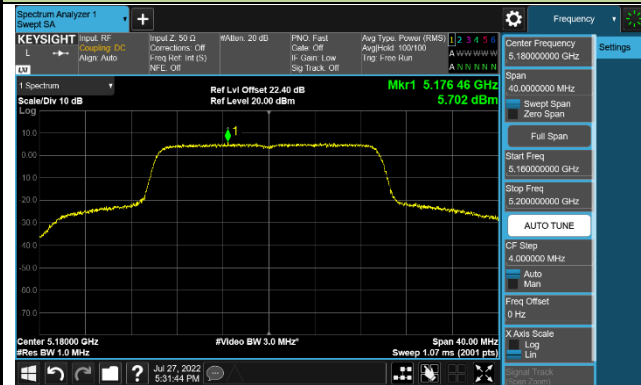 Spectrum Analyzer 1
Swept SA
+
Frequency
KEYSIGHT
L
LXI
Input: RF
Coupling: DC
Align: Auto
Input Z: 50 Ω
Corrections: Off
Freq Ref: Int (S)
NFE: Off
#Atten: 20 dB
PNO: Fast
Gate: Off
IF Gain: Low
Sig Track: Off
Avg Type: Power (RMS)
Avg|Hold: 100/100
Trig: Free Run
1 2 3 4 5 6
A W W W W W
A N N N N N
1 Spectrum
Scale/Div 10 dB
Log
Ref Lvl Offset 22.40 dB
Ref Level 20.00 dBm
Mkr1 5.176 46 GHz
5.702 dBm
1
10.0
0.00
-10.0
-20.0
-30.0
-40.0
-50.0
-60.0
-70.0
Center 5.18000 GHz
#Res BW 1.0 MHz
#Video BW 3.0 MHz*
Span 40.00 MHz
Sweep 1.07 ms (2001 pts)
Jul 27, 2022
5:31:44 PM
?
Center Frequency
5.180000000 GHz
Settings
Span
40.0000000 MHz
Swept Span
Zero Span
Full Span
Start Freq
5.160000000 GHz
Stop Freq
5.200000000 GHz
AUTO TUNE
CF Step
4.000000 MHz
Auto
Man
Freq Offset
0 Hz
X Axis Scale
Log
Lin
Signal Track
(Span Zoom)